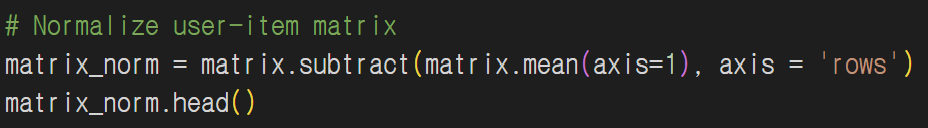 # Normalize user-item matrix
matrix_norm = matrix.subtract(matrix.mean(axis=1), axis = 'rows')
matrix_norm.head()